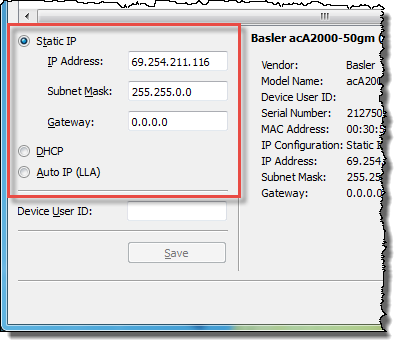 Static IP
IP Address: 69.254.211.116
Subnet Mask: 255.255.0.0
Gateway: 0.0.0.0
DHCP
Auto IP (LLA)
Device User ID:
Save
Basler acA2000-50gm (
Vendor: Basler
Model Name: acA200
Device User ID:
Serial Number: 212750
MAC Address: 00:30:5
IP Configuration: Static I
IP Address: 69.254
Subnet Mask: 255.25
Gateway: 0.0.0.0